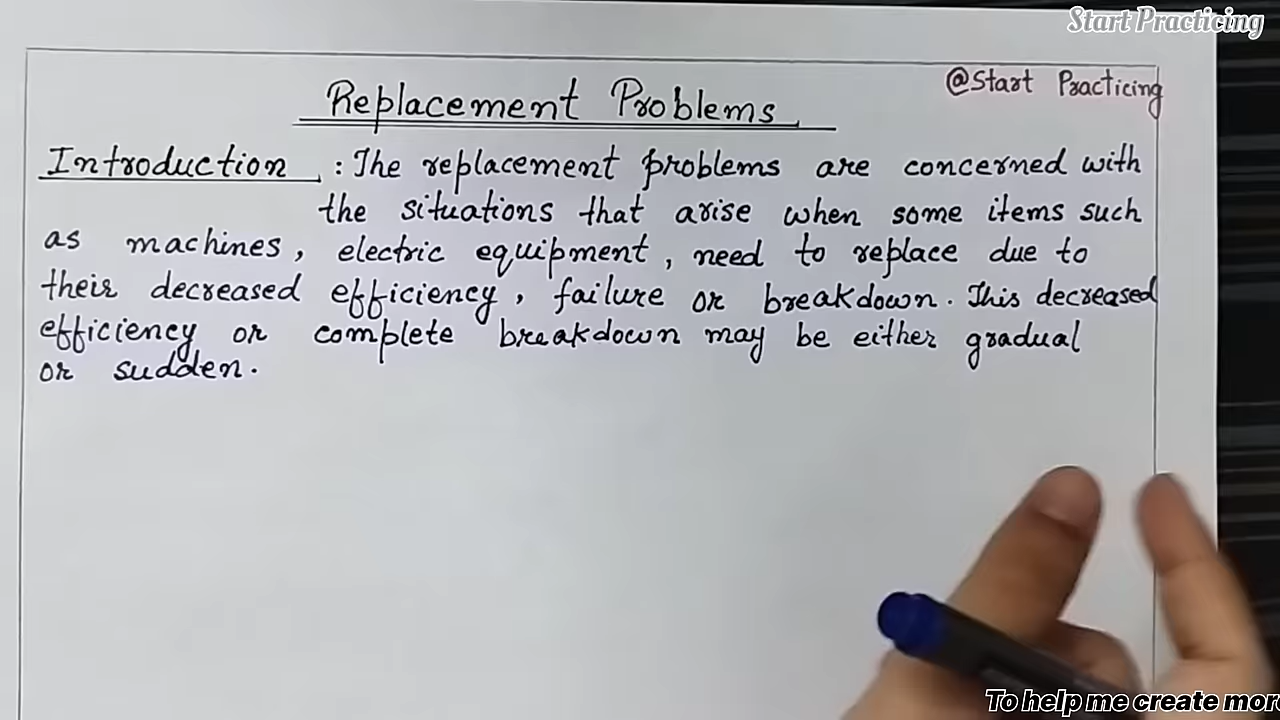 Start Practicing
@Start Practicing
Replacement Problems
Introduction : The replacement problems are concerned with
the situations that arise when some items such
as machines, electric equipment, need to replace due to
their decreased efficiency, failure or breakdown. This decreased
efficiency or complete breakdown may be either gradual
or sudden.
To help me create mor